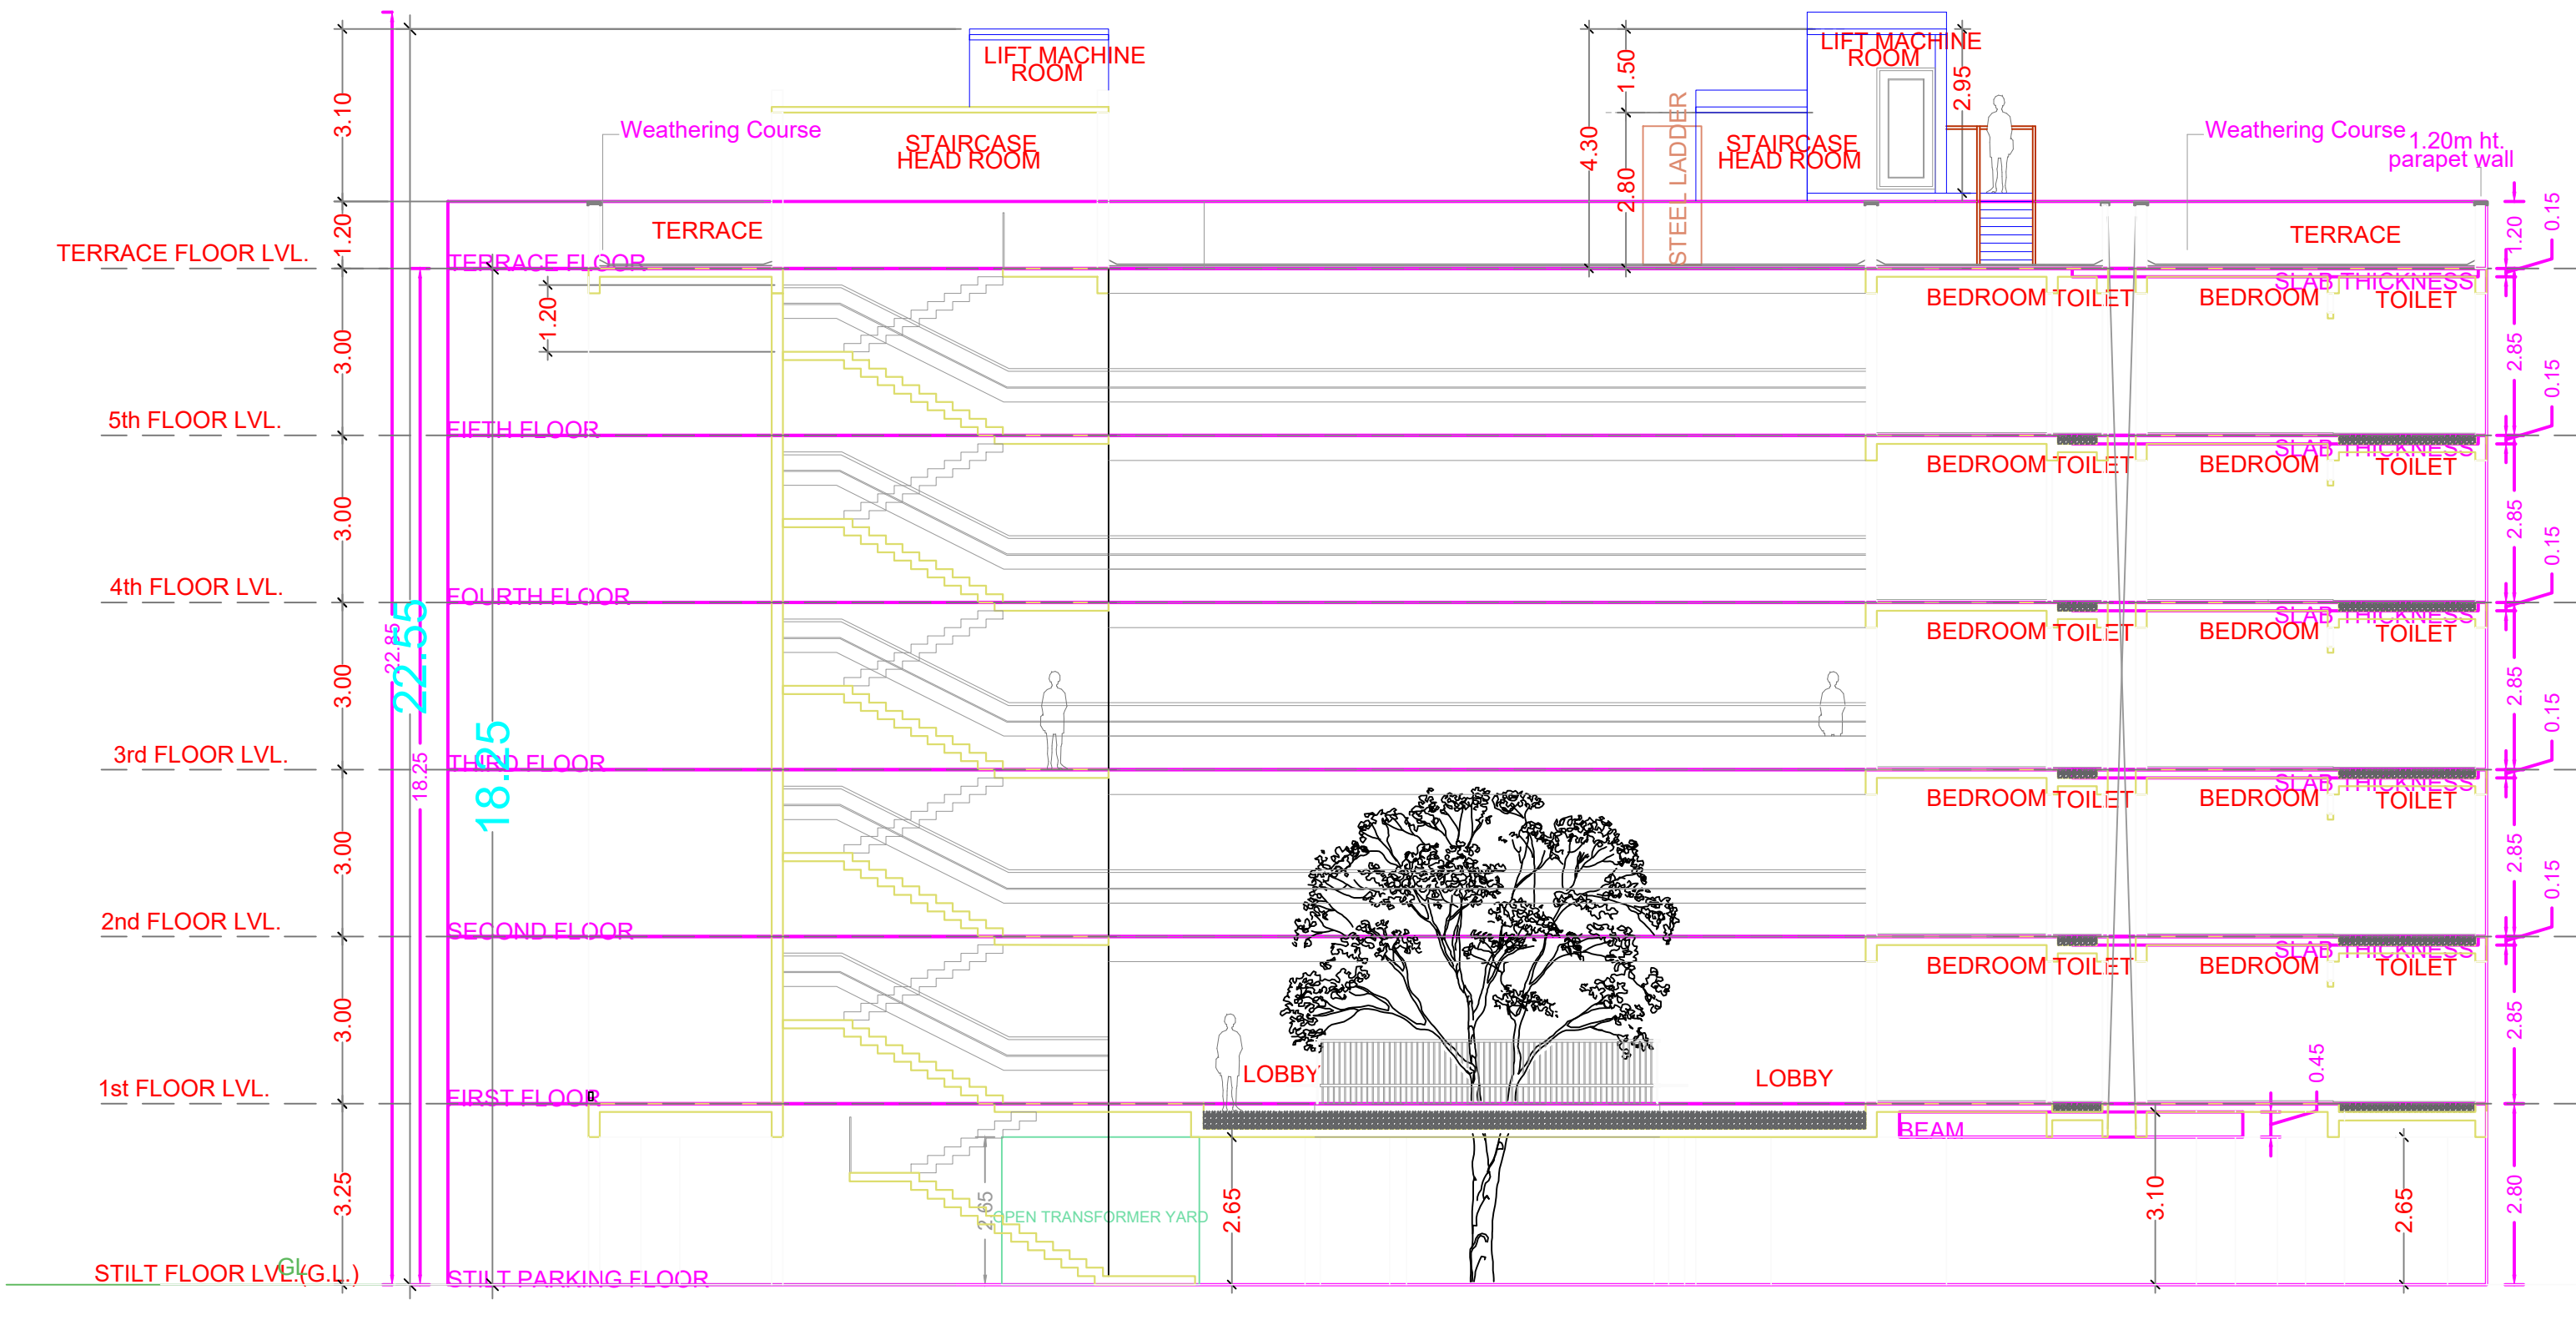 LIFT MACHINE
ROOM
LIFT MACHINE
ROOM
3.10
1.50
2.95
4.30
2.80
STEEL LADDER
Weathering Course
STAIRCASE
HEAD ROOM
STAIRCASE
HEAD ROOM
Weathering Course
1.20m ht.
parapet wall
1.20
TERRACE
TERRACE
1.20
0.15
TERRACE FLOOR LVL.
TERRACE FLOOR
SLAB THICKNESS
BEDROOM
TOILET
BEDROOM
TOILET
1.20
3.00
2.85
0.15
5th FLOOR LVL.
FIFTH FLOOR
SLAB THICKNESS
BEDROOM
TOILET
BEDROOM
TOILET
3.00
2.85
0.15
4th FLOOR LVL.
FOURTH FLOOR
SLAB THICKNESS
BEDROOM
TOILET
BEDROOM
TOILET
22.85
22.55
3.00
2.85
0.15
3rd FLOOR LVL.
THIRD FLOOR
SLAB THICKNESS
BEDROOM
TOILET
BEDROOM
TOILET
18.25
18.25
3.00
2.85
0.15
2nd FLOOR LVL.
SECOND FLOOR
SLAB THICKNESS
BEDROOM
TOILET
BEDROOM
TOILET
3.00
2.85
0.45
LOBBY
LOBBY
1st FLOOR LVL.
FIRST FLOOR
BEAM
3.25
2.65
OPEN TRANSFORMER YARD
2.65
3.10
2.65
2.80
GL
STILT FLOOR LVL.(G.L.)
STILT PARKING FLOOR